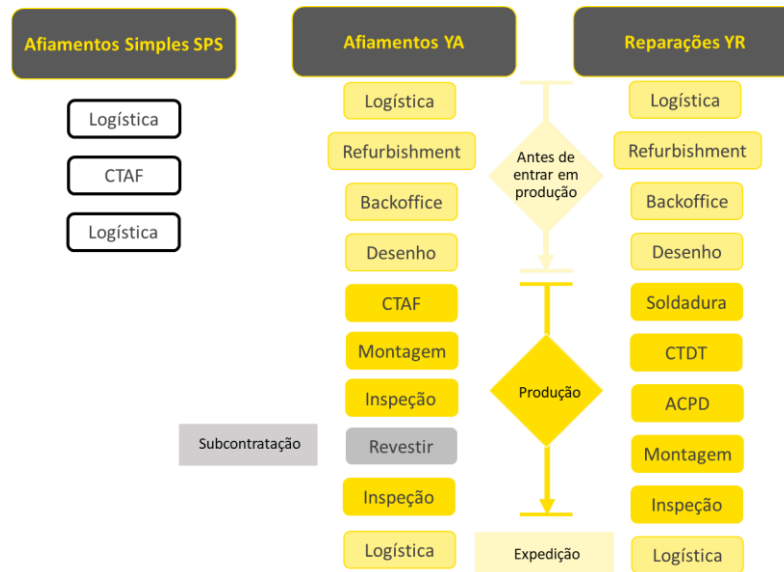 Afiamentos Simples SPS
Logística
CTAF
Logística
Afiamentos YA
Logística
Refurbishment
Backoffice
Desenho
CTAF
Montagem
Inspeção
Subcontratação
Revestir
Inspeção
Logística
Antes de
entrar em
produção
Produção
Expedição
Reparações YR
Logística
Refurbishment
Backoffice
Desenho
Soldadura
CTDT
ACPD
Montagem
Inspeção
Logística